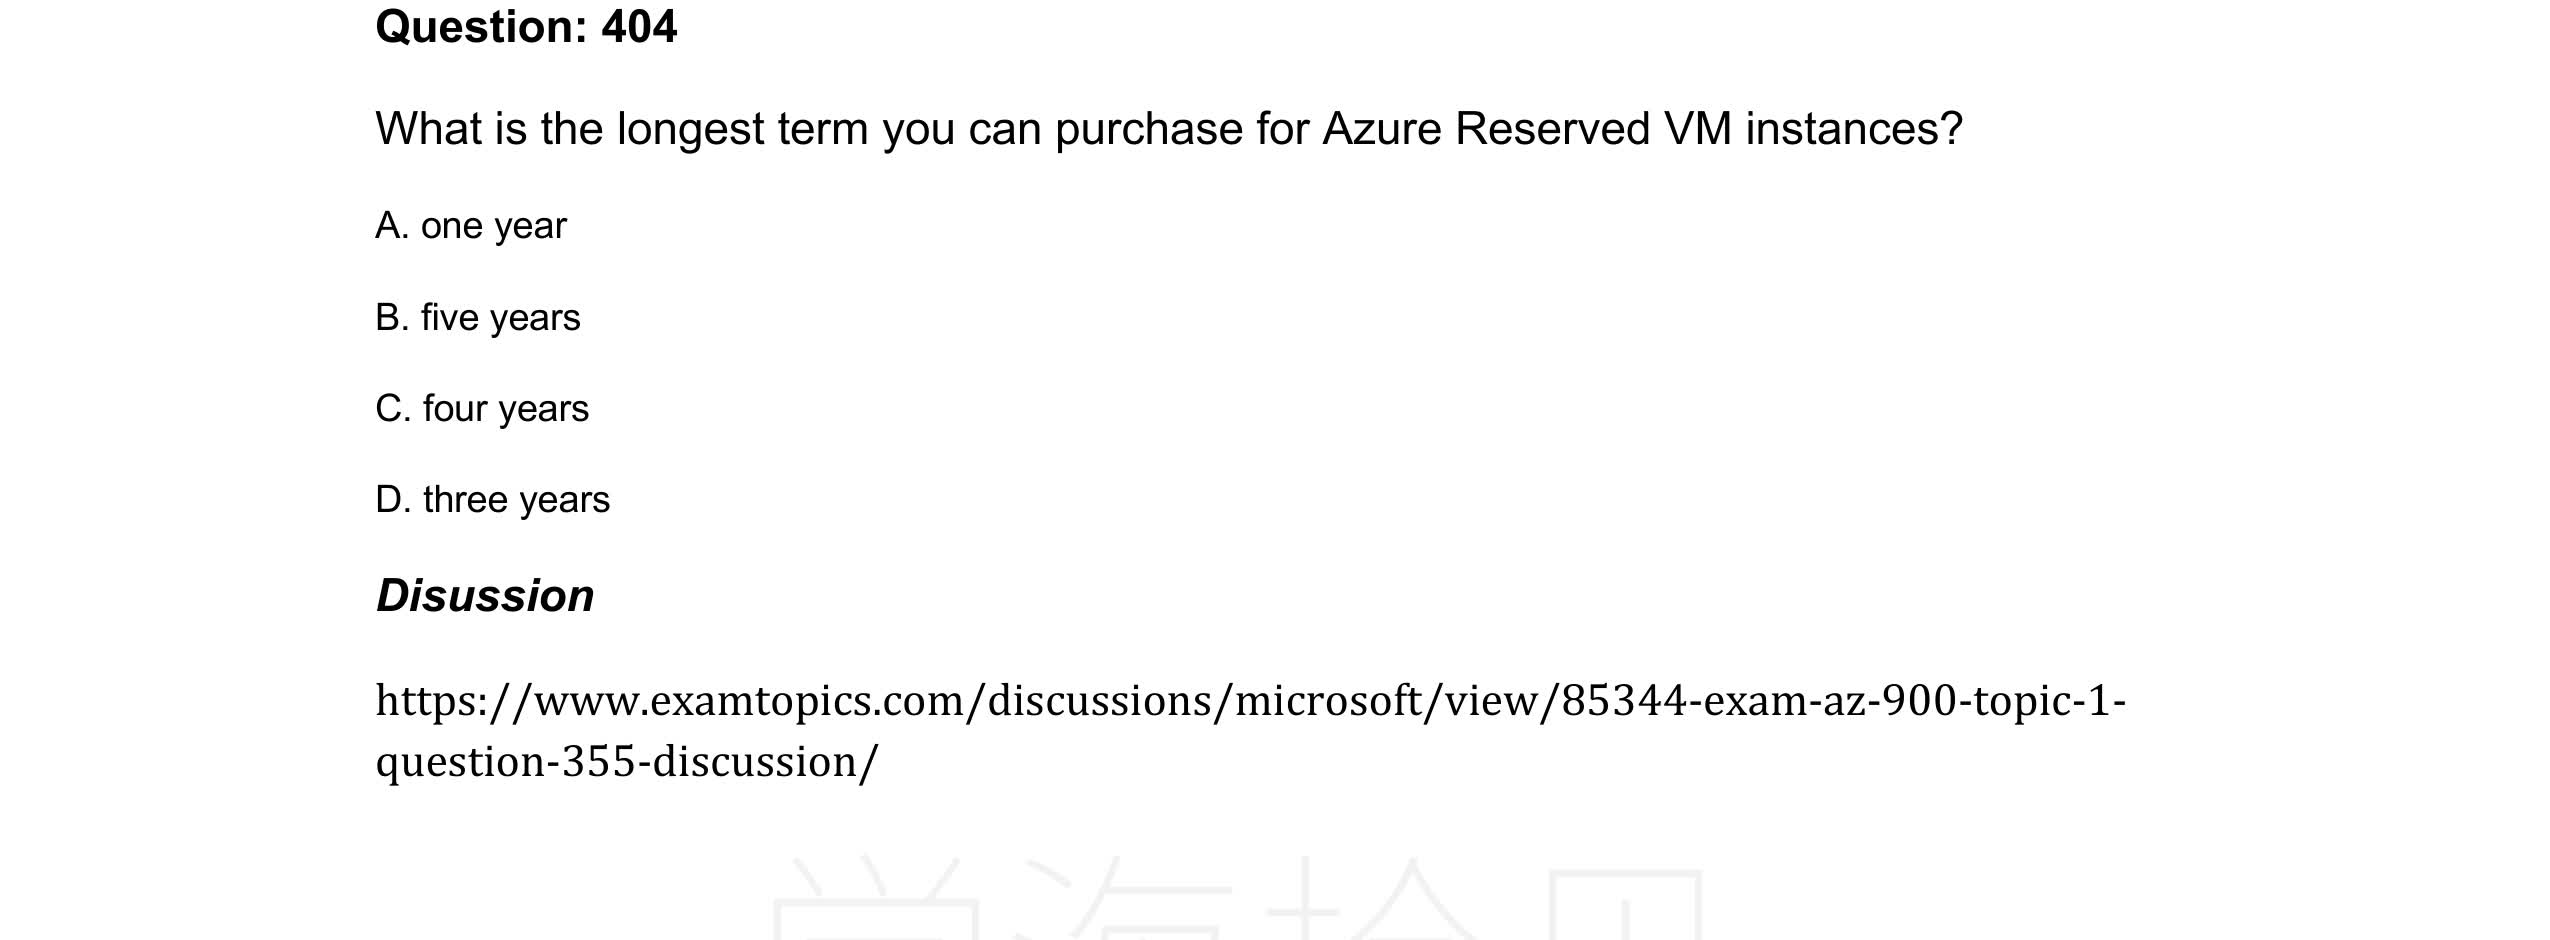 Question: 404
What is the longest term you can purchase for Azure Reserved VM instances?
A. one year
B. five years
C. four years
D. three years
Disussion
https://www.examtopics.com/discussions/microsoft/view/85344-exam-az-900-topic-1-
question-355-discussion/